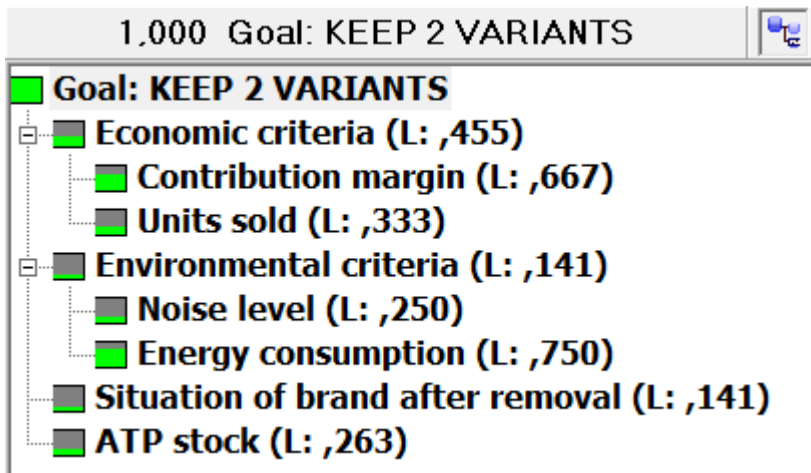 1,000 Goal: KEEP 2 VARIANTS
Goal: KEEP 2 VARIANTS
Economic criteria (L: ,455)
Contribution margin (L: ,667)
Units sold (L: ,333)
Environmental criteria (L: ,141)
Noise level (L: ,250)
Energy consumption (L: ,750)
Situation of brand after removal (L: ,141)
ATP stock (L: ,263)